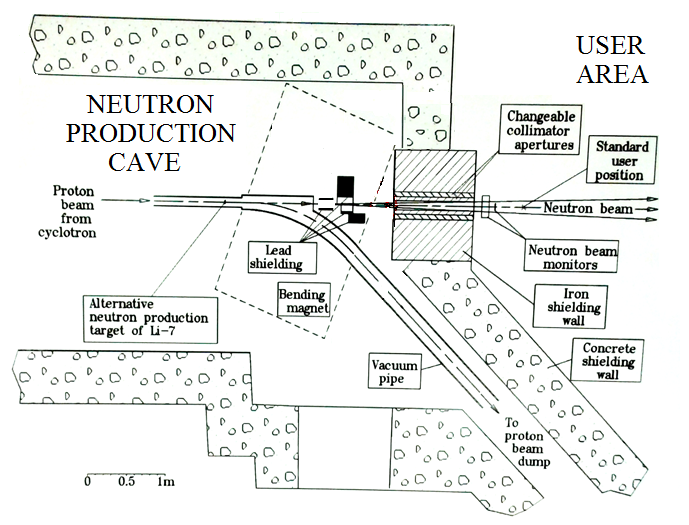 USER
AREA
NEUTRON
PRODUCTION
CAVE
Changeable
collimator
apertures
Standard
user
position
Proton
beam
from
cyclotron
Neutron beam
Lead
shielding
Neutron beam
monitors
Bending
magnet
Alternative
neutron production
target of Li-7
Iron
shielding
wall
Vacuum
pipe
Concrete
shielding
wall
To
proton
beam
dump
0 0.5 1m